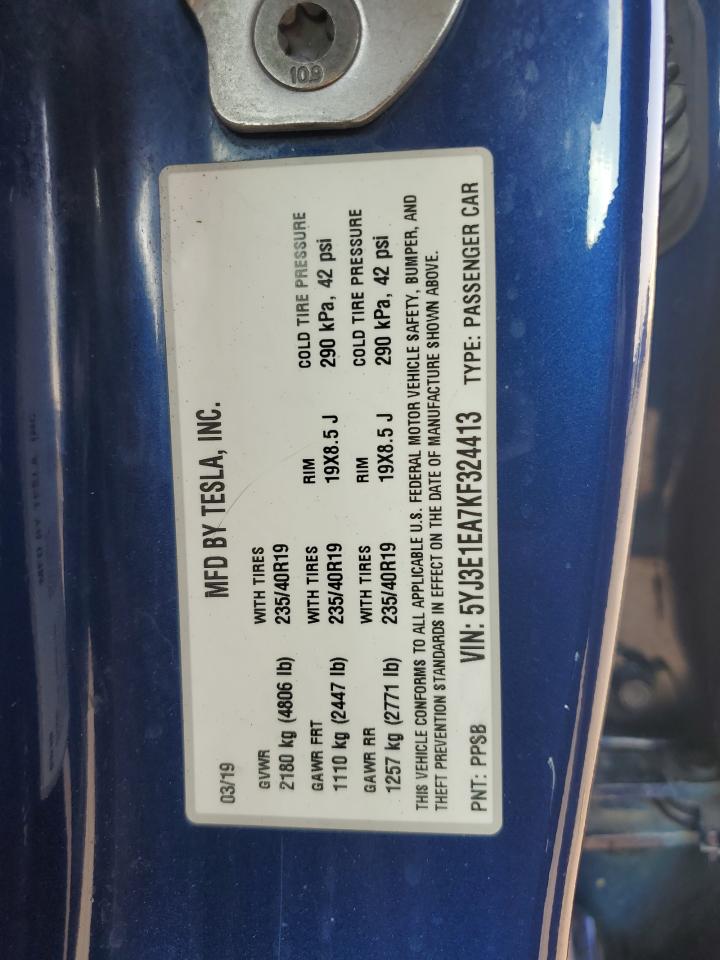 10.9
MFD BY TESLA, INC.
03/19
GVWR WITH TIRES
2180 kg (4806 lb) 235/40R19
GAWR FRT WITH TIRES RIM COLD TIRE PRESSURE
1110 kg (2447 lb) 235/40R19 19X8.5 J 290 kPa, 42 psi
GAWR RR WITH TIRES RIM COLD TIRE PRESSURE
1257 kg (2771 lb) 235/40R19 19X8.5 J 290 kPa, 42 psi
THIS VEHICLE CONFORMS TO ALL APPLICABLE U.S. FEDERAL MOTOR VEHICLE SAFETY, BUMPER, AND
THEFT PREVENTION STANDARDS IN EFFECT ON THE DATE OF MANUFACTURE SHOWN ABOVE.
PNT: PPSB VIN: 5YJ3E1EA7KF324413 TYPE: PASSENGER CAR